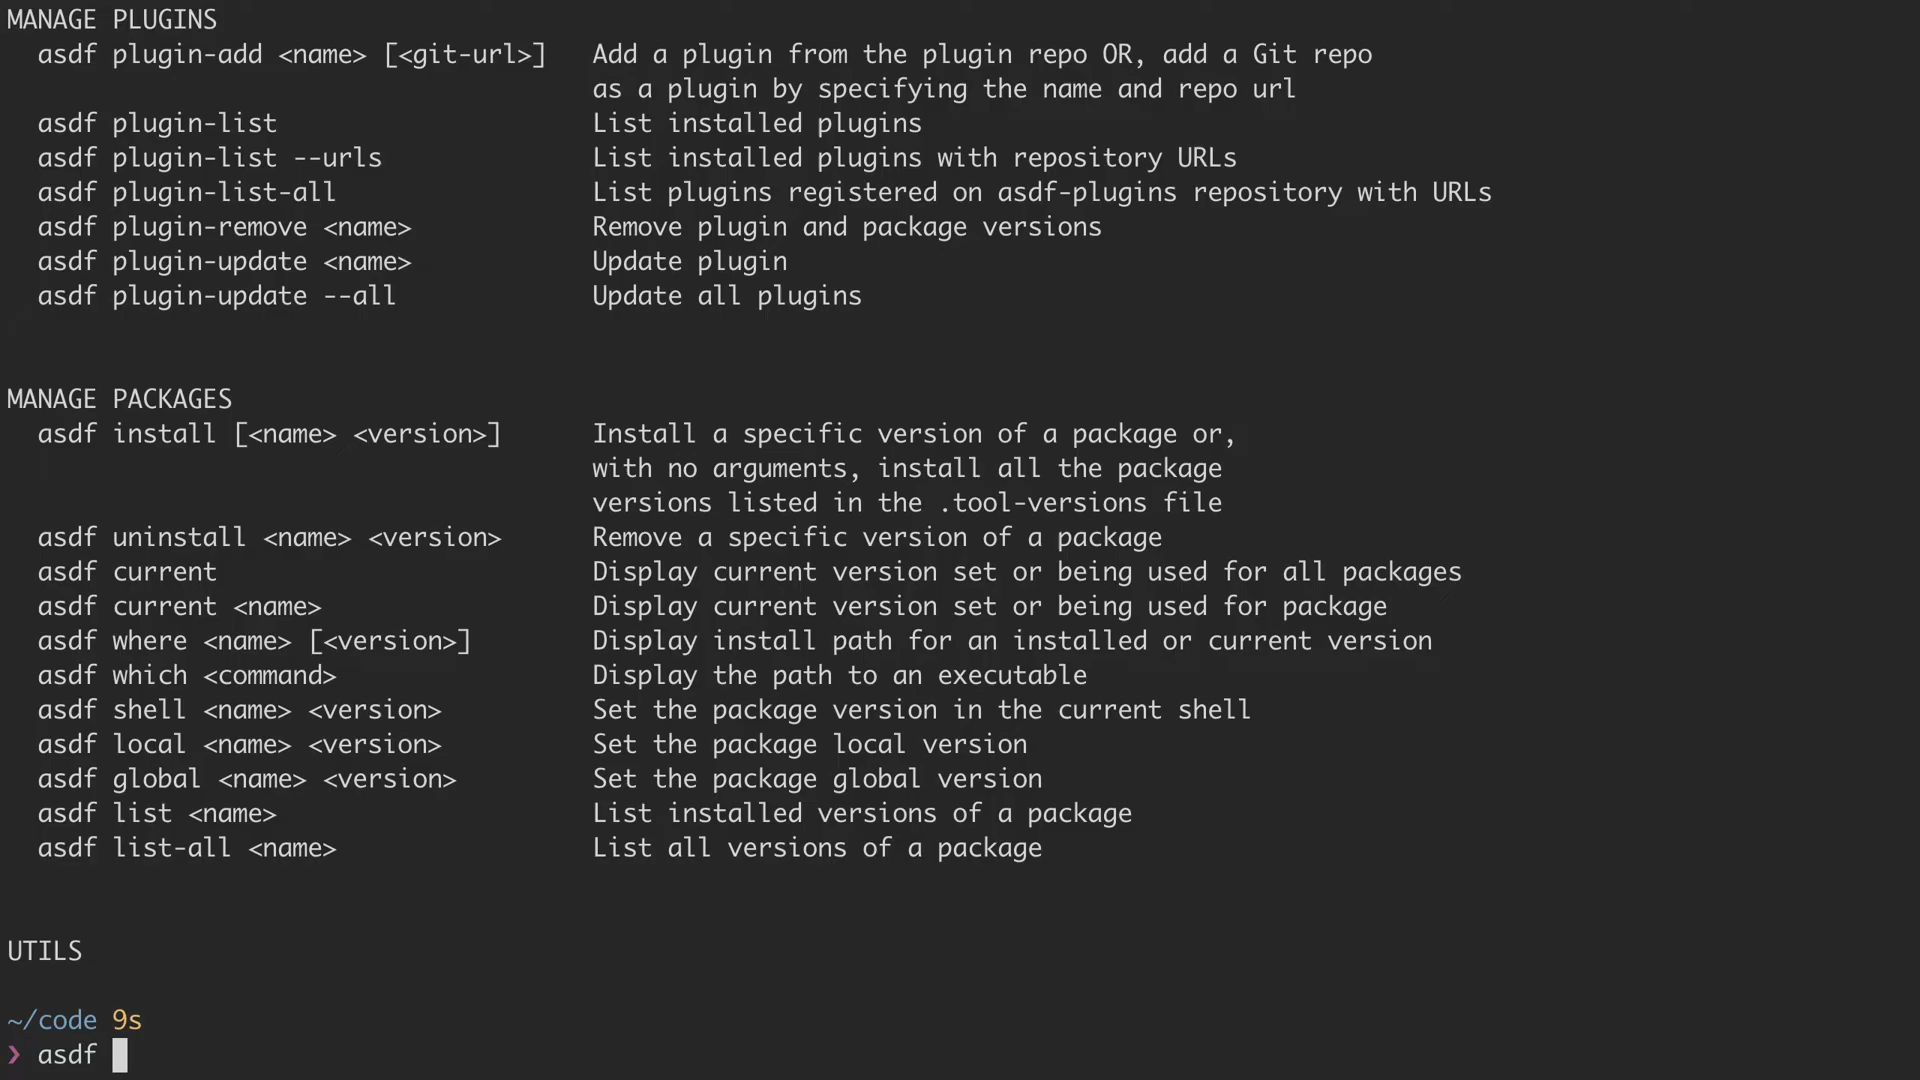 MANAGE PLUGINS
asdf plugin-add <name> [<git-url>] Add a plugin from the plugin repo OR, add a Git repo
as a plugin by specifying the name and repo url
asdf plugin-list List installed plugins
asdf plugin-list --urls List installed plugins with repository URLs
asdf plugin-list-all List plugins registered on asdf-plugins repository with URLs
asdf plugin-remove <name> Remove plugin and package versions
asdf plugin-update <name> Update plugin
asdf plugin-update --all Update all plugins
MANAGE PACKAGES
asdf install [<name> <version>] Install a specific version of a package or,
with no arguments, install all the package
versions listed in the .tool-versions file
asdf uninstall <name> <version> Remove a specific version of a package
asdf current Display current version set or being used for all packages
asdf current <name> Display current version set or being used for package
asdf where <name> [<version>] Display install path for an installed or current version
asdf which <command> Display the path to an executable
asdf shell <name> <version> Set the package version in the current shell
asdf local <name> <version> Set the package local version
asdf global <name> <version> Set the package global version
asdf list <name> List installed versions of a package
asdf list-all <name> List all versions of a package
UTILS
~/code 9s
❯ asdf